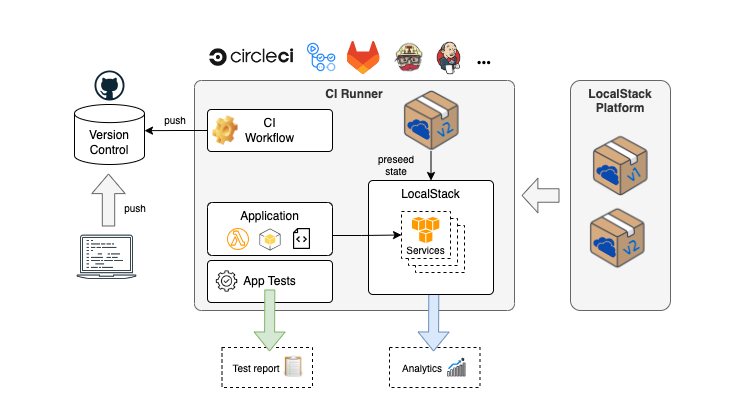 circleci
...
CI Runner
LocalStack
Platform
Version
Control
push
CI
Workflow
v2
preseed
state
v1
LocalStack
push
Application
Services
v2
App Tests
Test report
Analytics